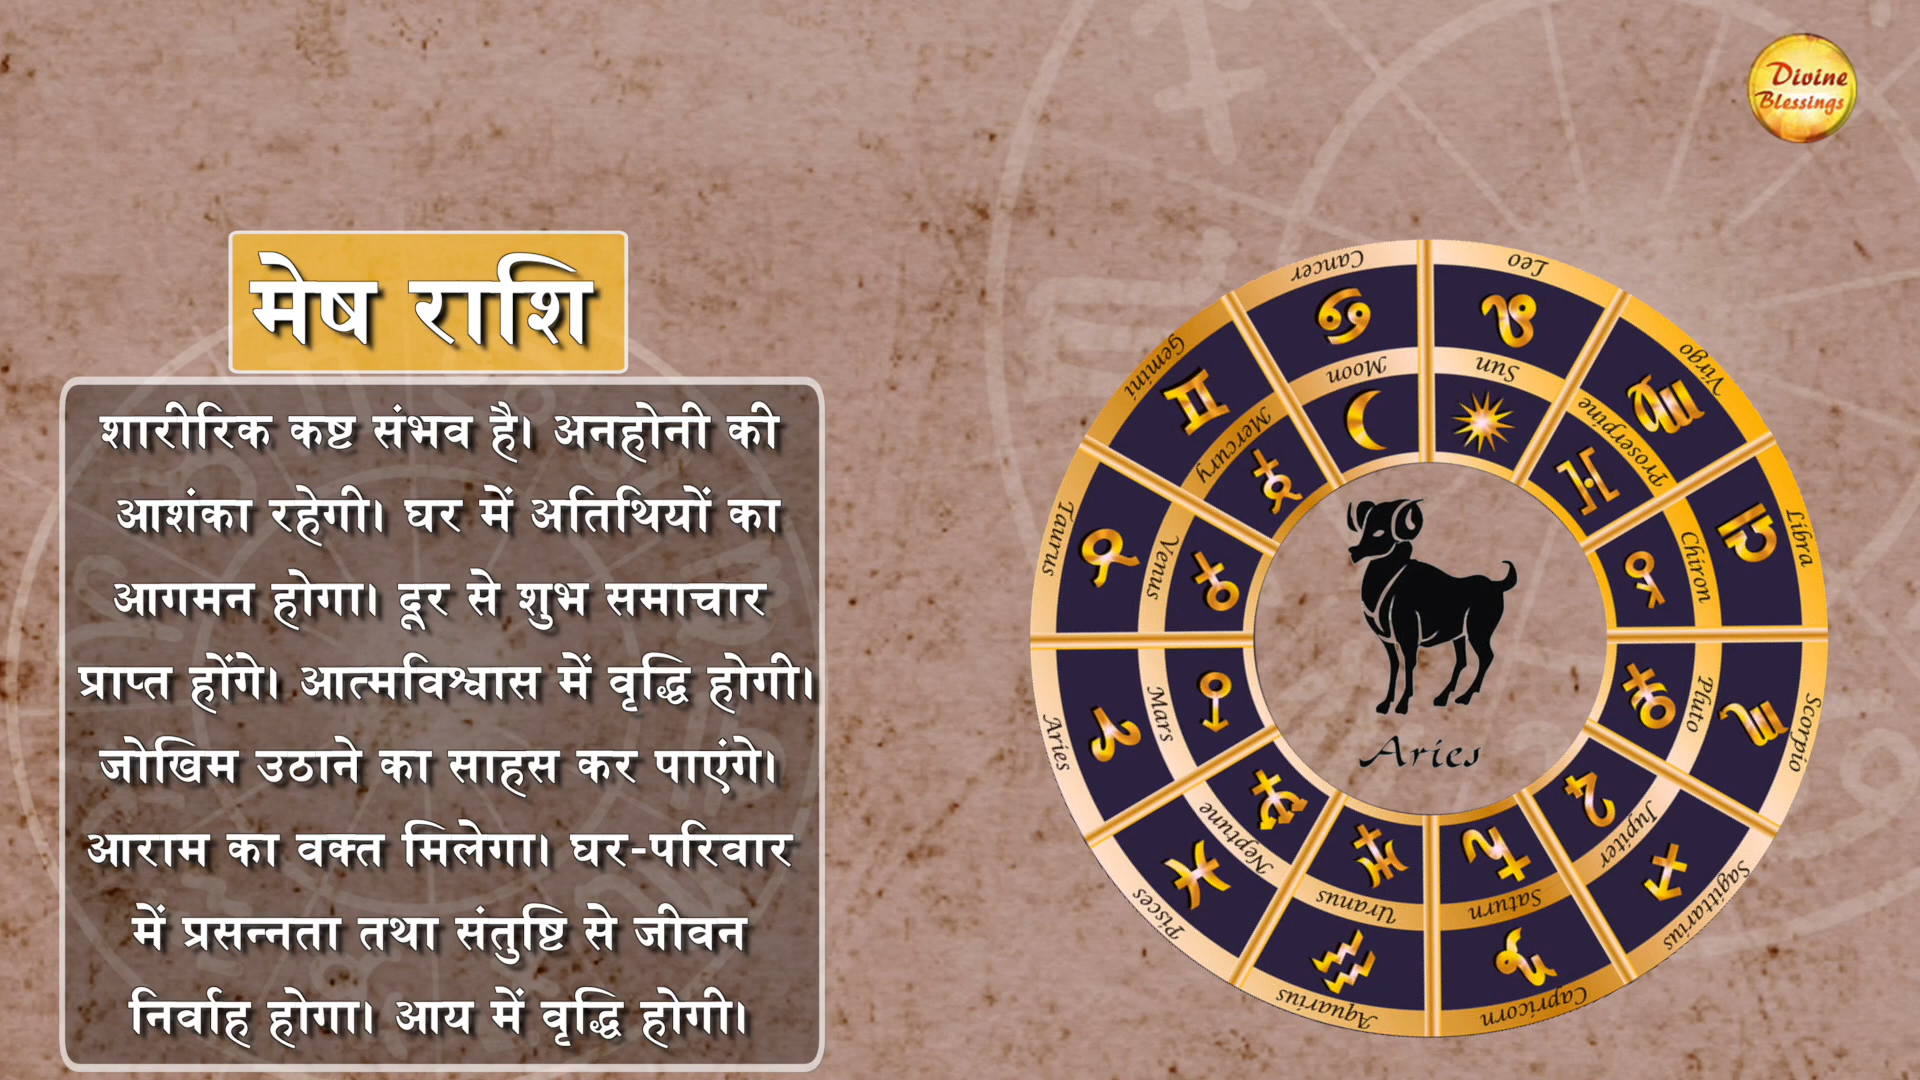 Divine
Blessings
मेष राशि
शारीरिक कष्ट संभव है। अनहोनी की
आशंका रहेगी। घर में अतिथियों का
आगमन होगा। दूर से शुभ समाचार
प्राप्त होंगे। आत्मविश्वास में वृद्धि होगी।
जोखिम उठाने का साहस कर पाएंगे।
आराम का वक्त मिलेगा। घर-परिवार
में प्रसन्नता तथा संतुष्टि से जीवन
निर्वाह होगा। आय में वृद्धि होगी।
Cancer
Leo
Virgo
Libra
Scorpio
Sagittarius
Capricorn
Aquarius
Pisces
Aries
Taurus
Gemini
Moon
Sun
Proserpine
Chiron
Pluto
Jupiter
Saturn
Uranus
Neptune
Mars
Venus
Mercury
Aries